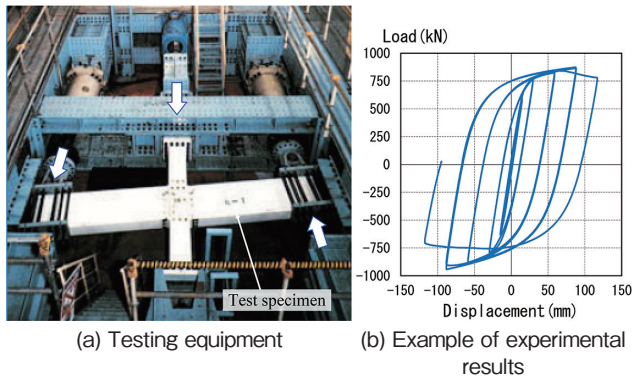 Test specimen
(a) Testing equipment
Load(kN)
1000
750
500
250
0
-250
-500
-750
-1000
-150 -100 -50 0 50 100 150
Displacement(mm)
(b) Example of experimental
results